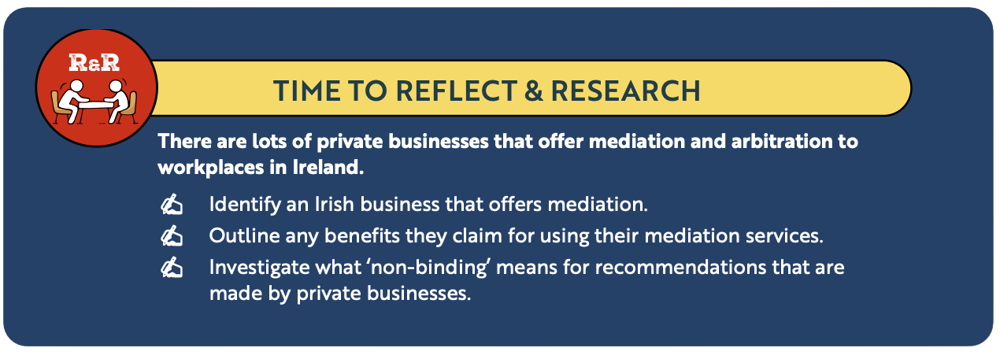 R&R
TIME TO REFLECT & RESEARCH
There are lots of private businesses that offer mediation and arbitration to
workplaces in Ireland.
Identify an Irish business that offers mediation.
Outline any benefits they claim for using their mediation services.
Investigate what ‘non-binding’ means for recommendations that are
made by private businesses.